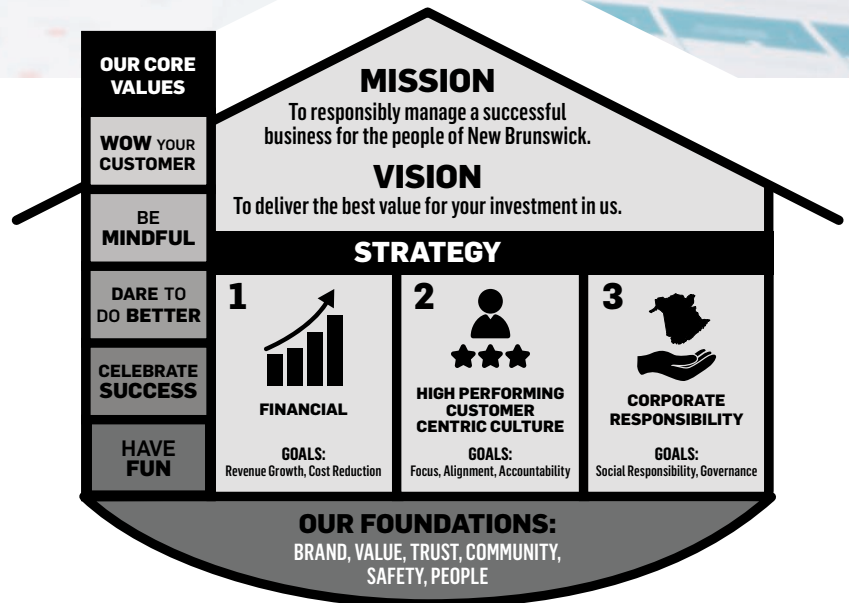 OUR CORE
VALUES
WOW YOUR
CUSTOMER
BE
MINDFUL
DARE TO
DO BETTER
CELEBRATE
SUCCESS
HAVE
FUN
MISSION
To responsibly manage a successful
business for the people of New Brunswick.
VISION
To deliver the best value for your investment in us.
STRATEGY
1
FINANCIAL
GOALS:
Revenue Growth, Cost Reduction
2
HIGH PERFORMING
CUSTOMER
CENTRIC CULTURE
GOALS:
Focus, Alignment, Accountability
3
CORPORATE
RESPONSIBILITY
GOALS:
Social Responsibility, Governance
OUR FOUNDATIONS:
BRAND, VALUE, TRUST, COMMUNITY,
SAFETY, PEOPLE